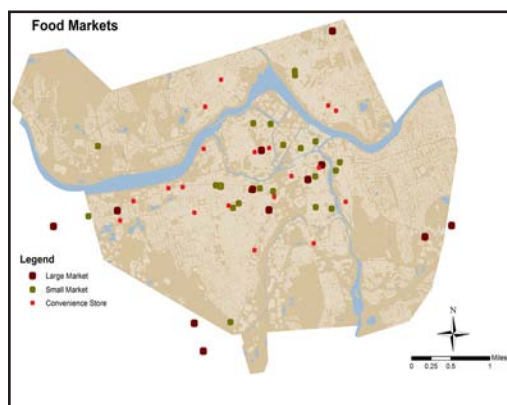 Food Markets
Legend
Large Market
Small Market
Convenience Store
N
Miles
0 0.25 0.5 1